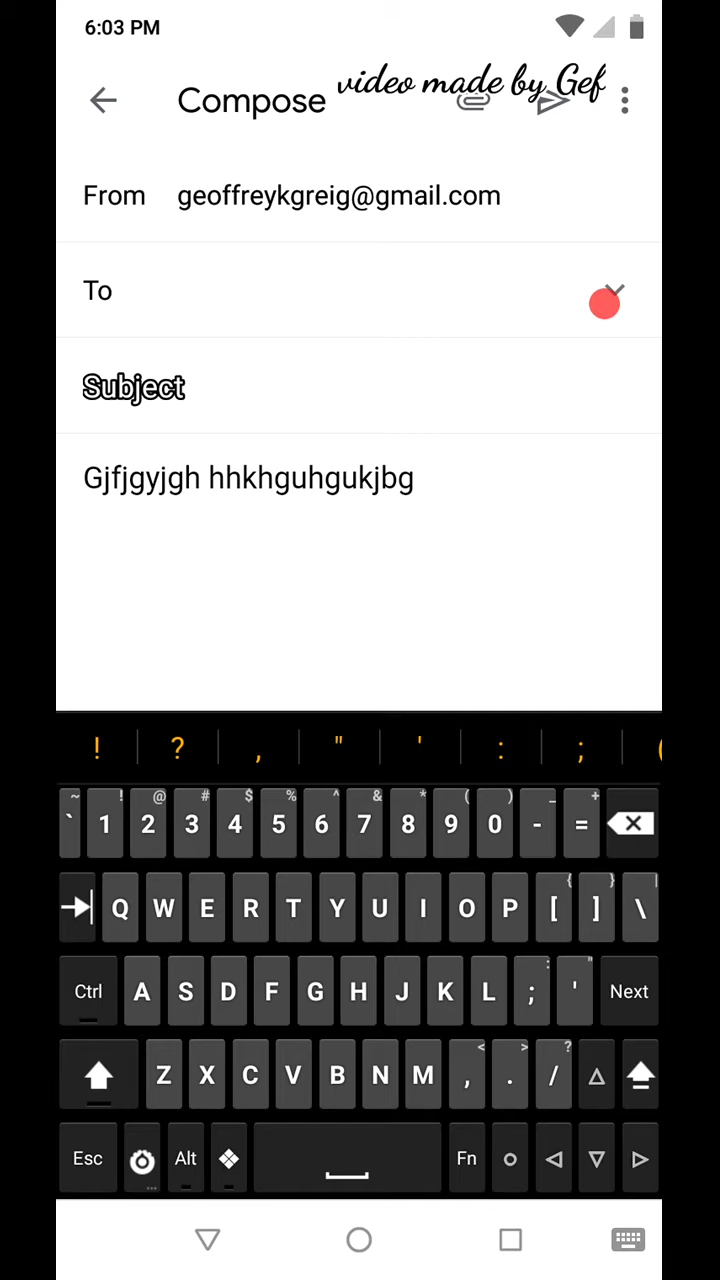 6:03 PM
video made by Gef
Compose
From geoffreykgreig@gmail.com
To
Subject
Gjfjgyjgh hhkhguhgukjbg
! ? , " ' : ; (
~ ! @ # $ % ^ & * ( ) _ +
` 1 2 3 4 5 6 7 8 9 0 - =
{ } |
Q W E R T Y U I O P [ ] \
: "
Ctrl A S D F G H J K L ; ' Next
< > ?
Z X C V B N M , . /
Esc Alt Fn